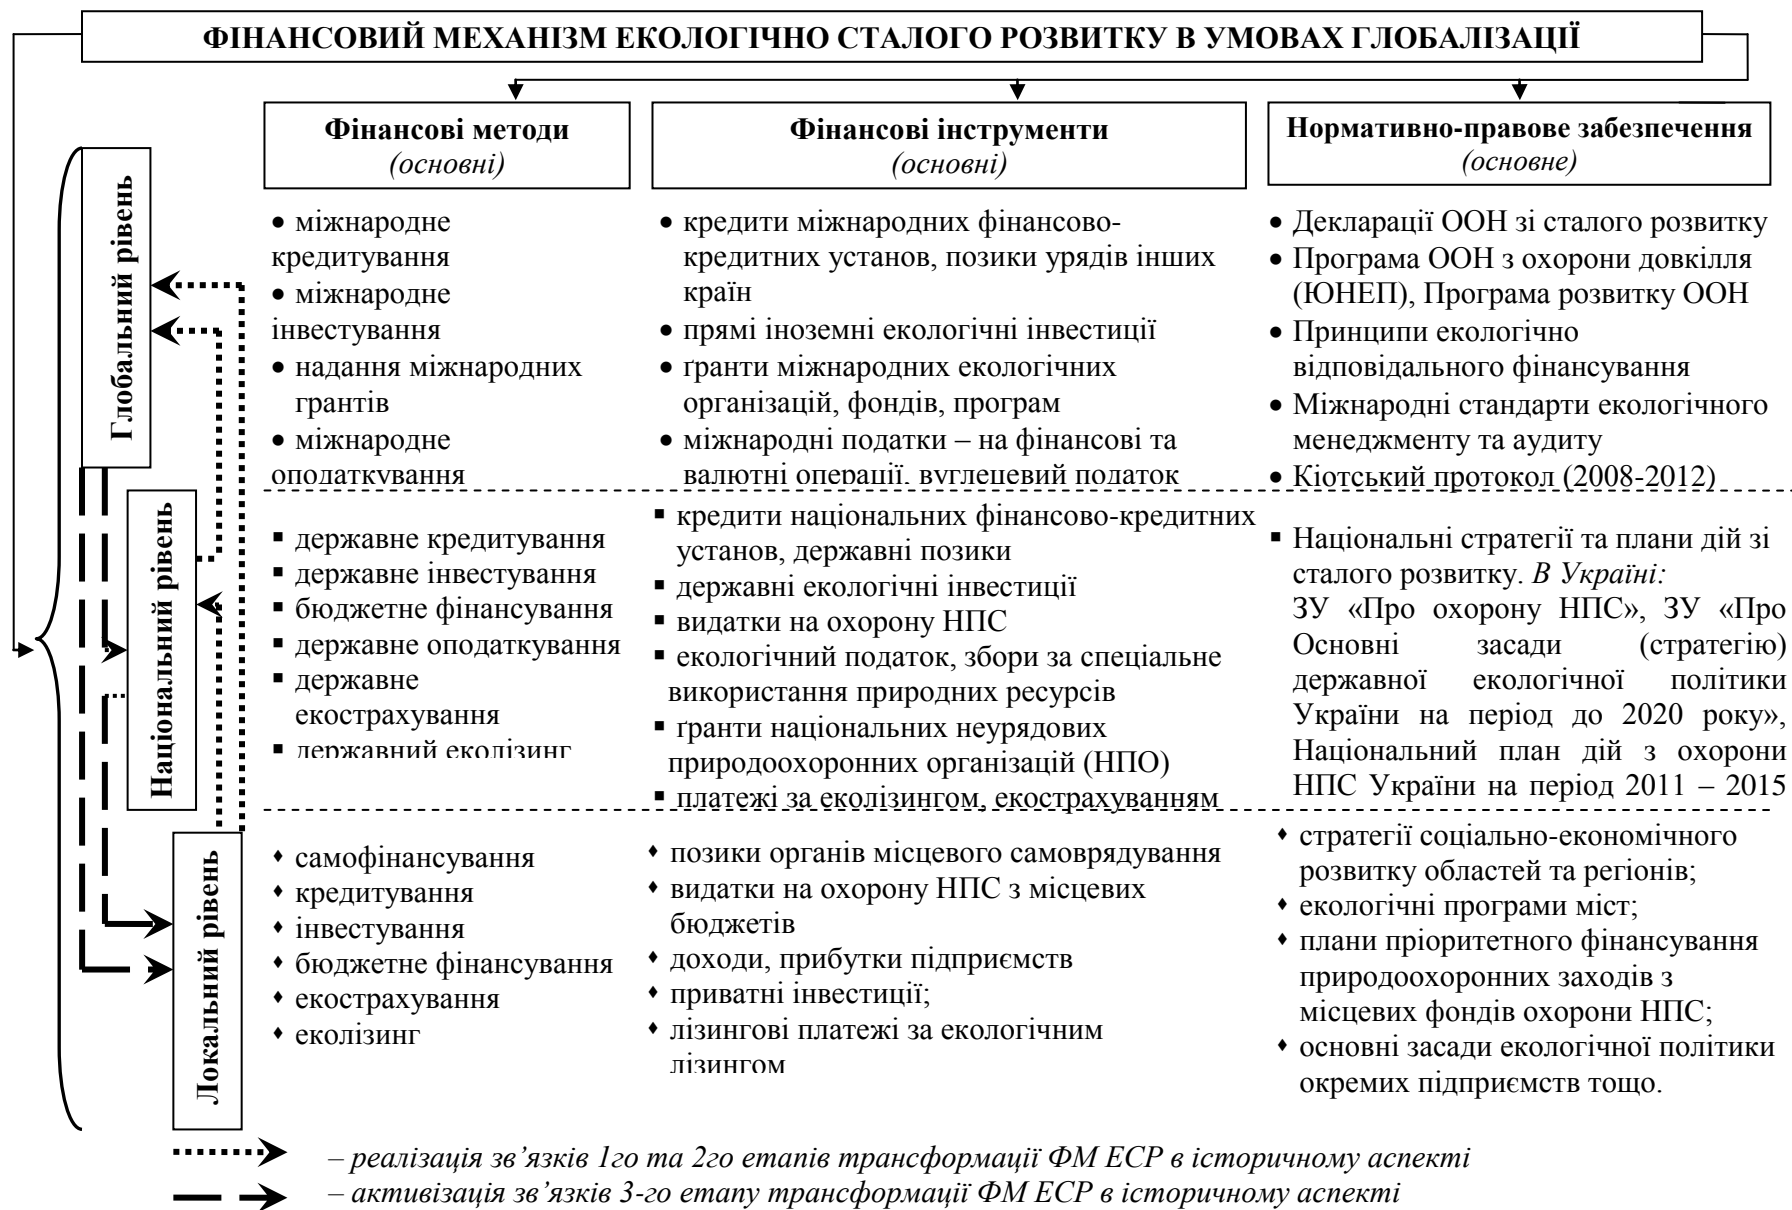 ФІНАНСОВИЙ МЕХАНІЗМ ЕКОЛОГІЧНО СТАЛОГО РОЗВИТКУ В УМОВАХ ГЛОБАЛІЗАЦІЇ
Фінансові методи
(основні)
Фінансові інструменти
(основні)
Нормативно-правове забезпечення
(основне)
Глобальний рівень
• міжнародне
кредитування
• міжнародне
інвестування
• надання міжнародних
грантів
• міжнародне
оподаткування
• кредити міжнародних фінансово-
кредитних установ, позики урядів інших
країн
• прямі іноземні екологічні інвестиції
• ґранти міжнародних екологічних
організацій, фондів, програм
• міжнародні податки – на фінансові та
валютні операції, вуглецевий податок
• Декларації ООН зі сталого розвитку
• Програма ООН з охорони довкілля
(ЮНЕП), Програма розвитку ООН
• Принципи екологічно
відповідального фінансування
• Міжнародні стандарти екологічного
менеджменту та аудиту
• Кіотський протокол (2008-2012)
Національний рівень
▪ державне кредитування
▪ державне інвестування
▪ бюджетне фінансування
▪ державне оподаткування
▪ державне
екострахування
▪ державний еколізинг
▪ кредити національних фінансово-кредитних
установ, державні позики
▪ державні екологічні інвестиції
▪ видатки на охорону НПС
▪ екологічний податок, збори за спеціальне
використання природних ресурсів
▪ ґранти національних неурядових
природоохоронних організацій (НПО)
▪ платежі за еколізингом, екострахуванням
▪ Національні стратегії та плани дій зі
сталого розвитку. В Україні:
ЗУ «Про охорону НПС», ЗУ «Про
Основні засади (стратегію)
державної екологічної політики
України на період до 2020 року»,
Національний план дій з охорони
НПС України на період 2011 – 2015
Локальний рівень
♦ самофінансування
♦ кредитування
♦ інвестування
♦ бюджетне фінансування
♦ екострахування
♦ еколізинг
♦ позики органів місцевого самоврядування
♦ видатки на охорону НПС з місцевих
бюджетів
♦ доходи, прибутки підприємств
♦ приватні інвестиції;
♦ лізингові платежі за екологічним
лізингом
♦ стратегії соціально-економічного
розвитку областей та регіонів;
♦ екологічні програми міст;
♦ плани пріоритетного фінансування
природоохоронних заходів з
місцевих фондів охорони НПС;
♦ основні засади екологічної політики
окремих підприємств тощо.
– реалізація зв’язків 1го та 2го етапів трансформації ФМ ЕСР в історичному аспекті
– активізація зв’язків 3-го етапу трансформації ФМ ЕСР в історичному аспекті